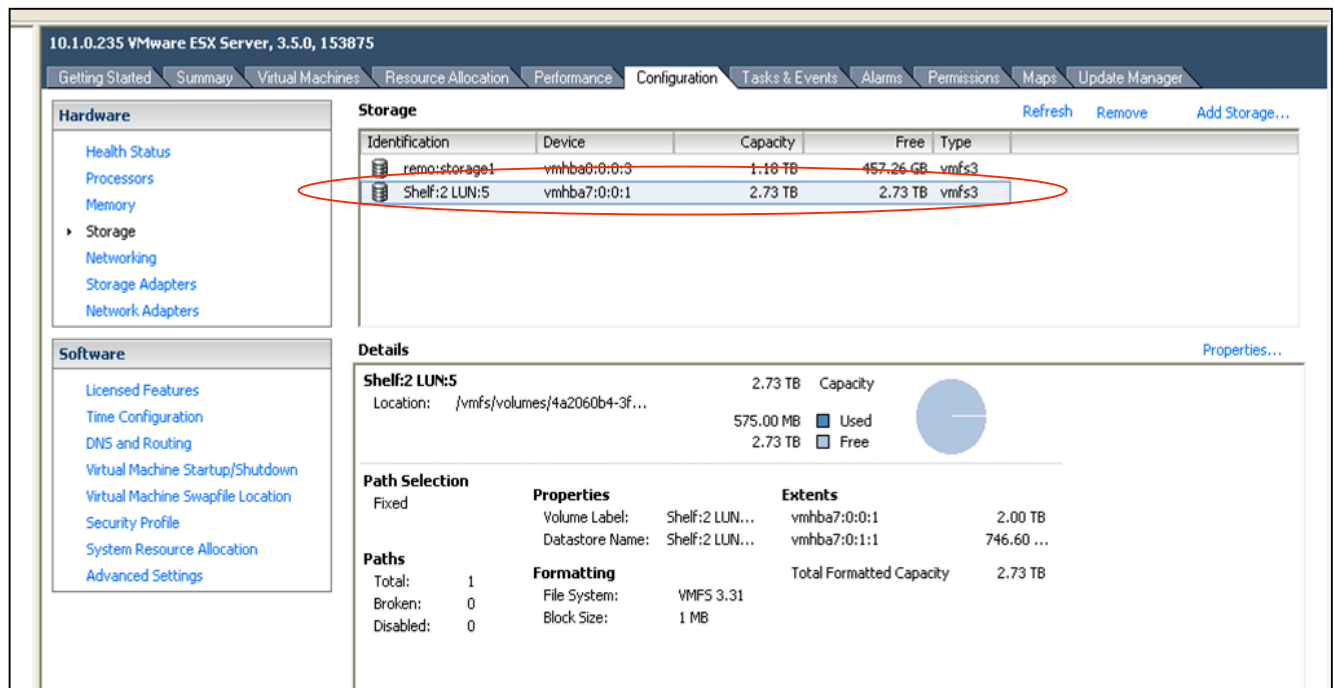 10.1.0.235 VMware ESX Server, 3.5.0, 153875
Getting Started Summary Virtual Machines Resource Allocation Performance Configuration Tasks & Events Alarms Permissions Maps Update Manager
Hardware
Health Status
Processors
Memory
Storage
Networking
Storage Adapters
Network Adapters
Software
Licensed Features
Time Configuration
DNS and Routing
Virtual Machine Startup/Shutdown
Virtual Machine Swapfile Location
Security Profile
System Resource Allocation
Advanced Settings
Storage Refresh Remove Add Storage...
Identification Device Capacity Free Type
remo:storage1 vmhba0:0:0:3 1.18 TB 457.26 GB vmfs3
Shelf:2 LUN:5 vmhba7:0:0:1 2.73 TB 2.73 TB vmfs3
Details Properties...
Shelf:2 LUN:5 2.73 TB Capacity
Location: /vmfs/volumes/4a2060b4-3f...
575.00 MB Used
2.73 TB Free
Path Selection
Fixed
Paths
Total: 1
Broken: 0
Disabled: 0
Properties
Volume Label: Shelf:2 LUN...
Datastore Name: Shelf:2 LUN...
Formatting
File System: VMFS 3.31
Block Size: 1 MB
Extents
vmhba7:0:0:1 2.00 TB
vmhba7:0:1:1 746.60 ...
Total Formatted Capacity 2.73 TB